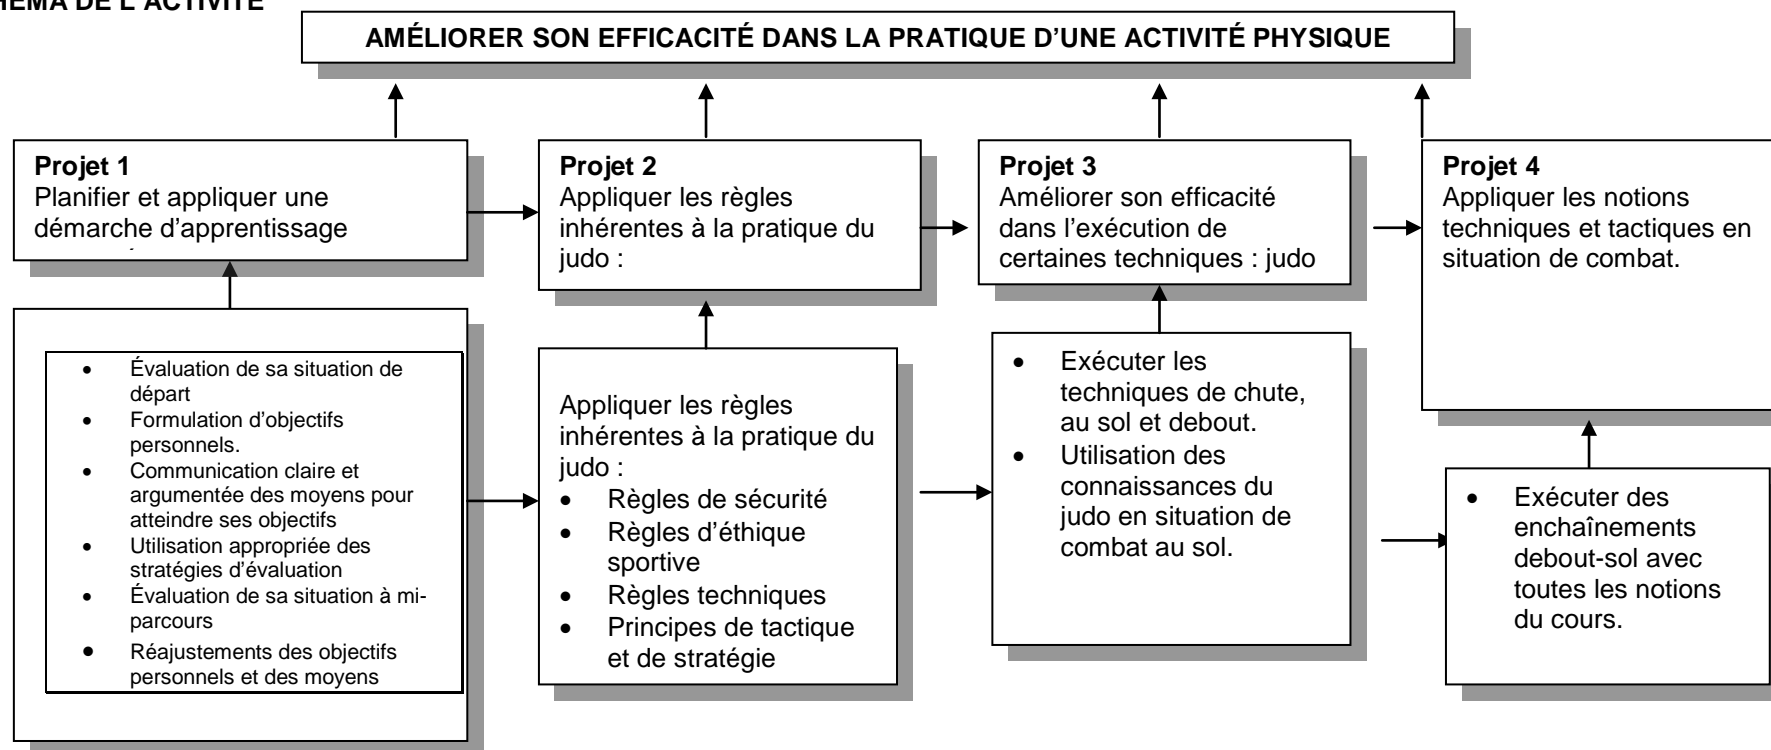 HÉMA DE L'ACTIVITÉ
AMÉLIORER SON EFFICACITÉ DANS LA PRATIQUE D'UNE ACTIVITÉ PHYSIQUE
Projet 1
Planifier et appliquer une
démarche d'apprentissage
Projet 2
Appliquer les règles
inhérentes à la pratique du
judo :
Projet 3
Améliorer son efficacité
dans l'exécution de
certaines techniques : judo
Projet 4
Appliquer les notions
techniques et tactiques en
situation de combat.
• Évaluation de sa situation de
départ
• Formulation d'objectifs
personnels.
• Communication claire et
argumentée des moyens pour
atteindre ses objectifs
• Utilisation appropriée des
stratégies d'évaluation
• Évaluation de sa situation à mi-
parcours
• Réajustements des objectifs
personnels et des moyens
Appliquer les règles
inhérentes à la pratique du
judo :
• Règles de sécurité
• Règles d'éthique
sportive
• Règles techniques
• Principes de tactique
et de stratégie
• Exécuter les
techniques de chute,
au sol et debout.
• Utilisation des
connaissances du
judo en situation de
combat au sol.
• Exécuter des
enchaînements
debout-sol avec
toutes les notions
du cours.